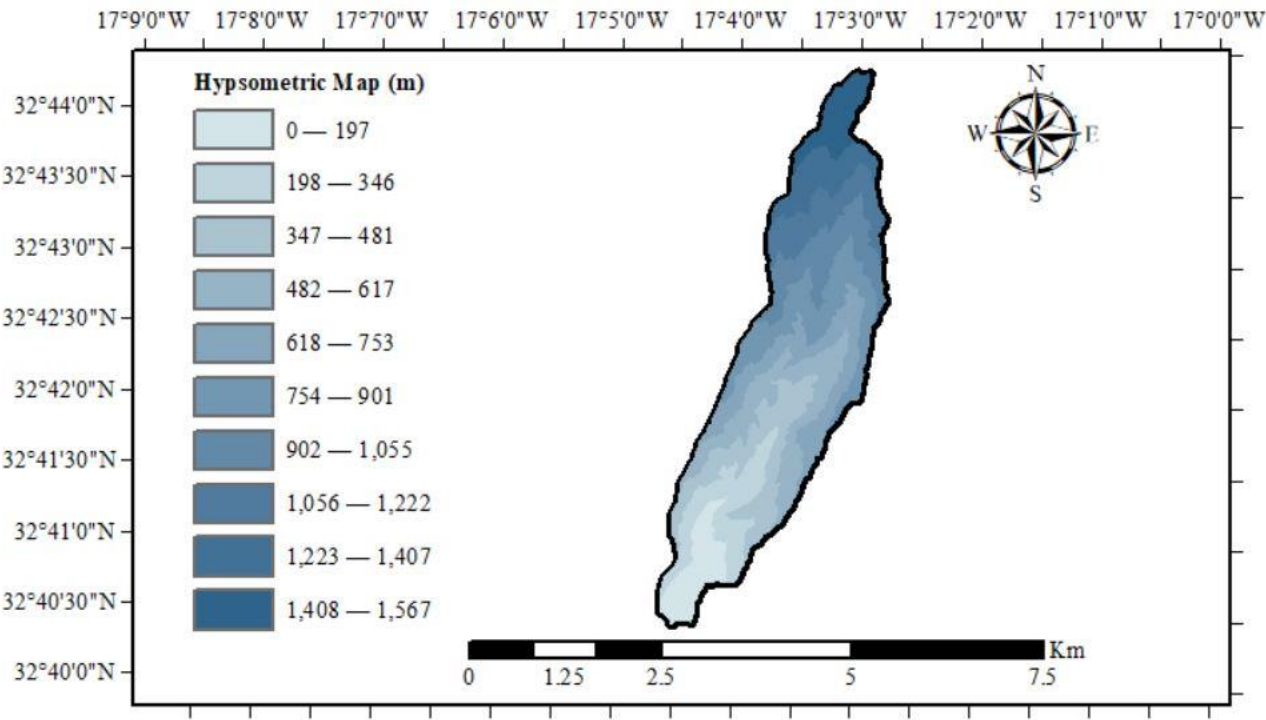 17°9'0"W 17°8'0"W 17°7'0"W 17°6'0"W 17°5'0"W 17°4'0"W 17°3'0"W 17°2'0"W 17°1'0"W 17°0'0"W
Hypsometric Map (m)
0 — 197
198 — 346
347 — 481
482 — 617
618 — 753
754 — 901
902 — 1,055
1,056 — 1,222
1,223 — 1,407
1,408 — 1,567
32°44'0"N
32°43'30"N
32°43'0"N
32°42'30"N
32°42'0"N
32°41'30"N
32°41'0"N
32°40'30"N
32°40'0"N
N
W E
S
Km
0 1.25 2.5 5 7.5